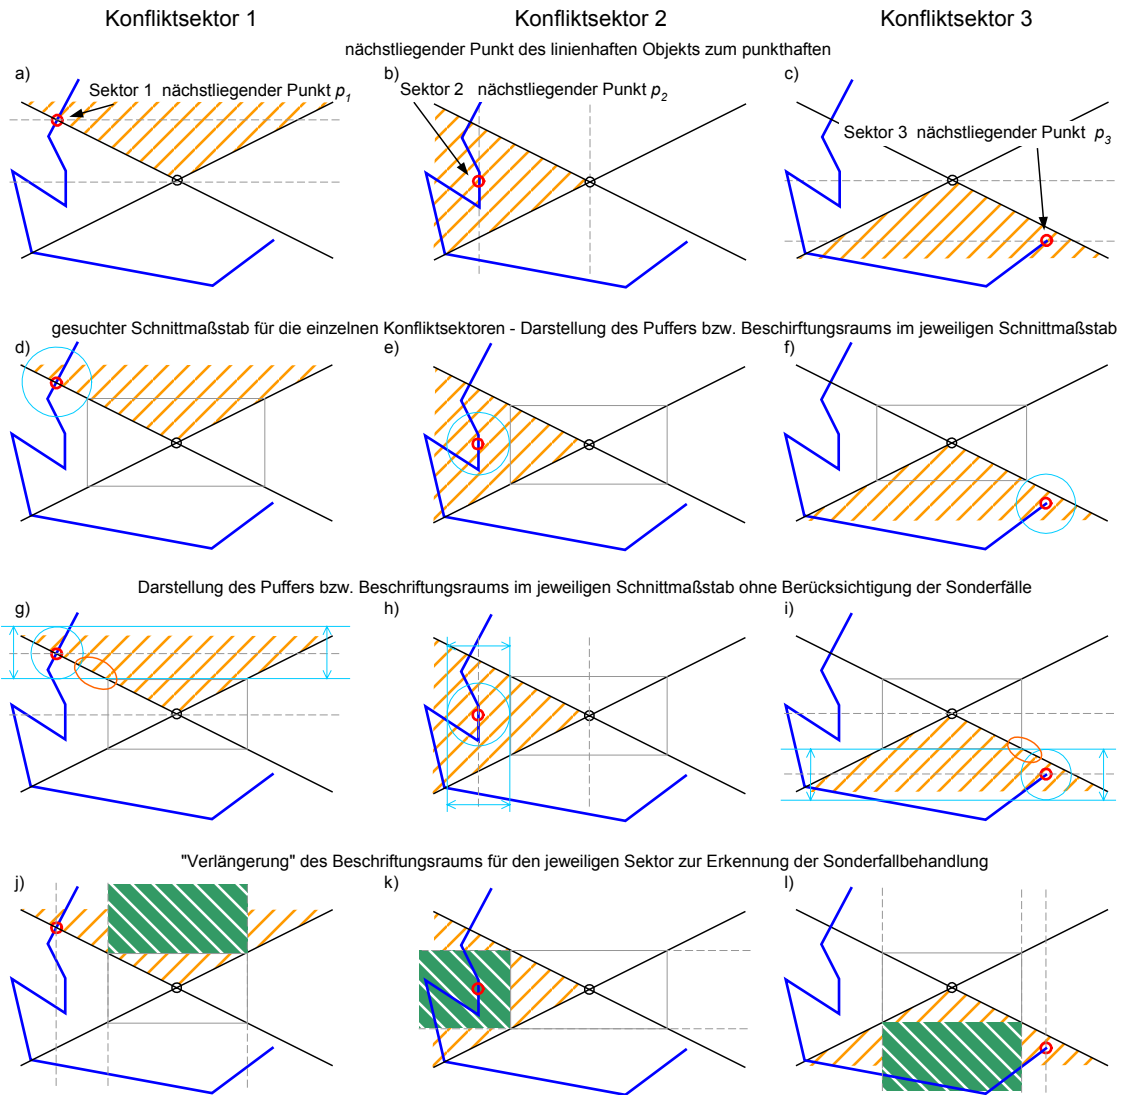 Konfliktsektor 1
Konfliktsektor 2
Konfliktsektor 3
nächstliegender Punkt des linienhaften Objekts zum punkthaften
a)
b)
c)
Sektor 1 nächstliegender Punkt p1
Sektor 2 nächstliegender Punkt p2
Sektor 3 nächstliegender Punkt p3
gesuchter Schnittmaßstab für die einzelnen Konfliktsektoren - Darstellung des Puffers bzw. Beschirftungsraums im jeweiligen Schnittmaßstab
d)
e)
f)
Darstellung des Puffers bzw. Beschriftungsraums im jeweiligen Schnittmaßstab ohne Berücksichtigung der Sonderfälle
g)
h)
i)
"Verlängerung" des Beschriftungsraums für den jeweiligen Sektor zur Erkennung der Sonderfallbehandlung
j)
k)
l)